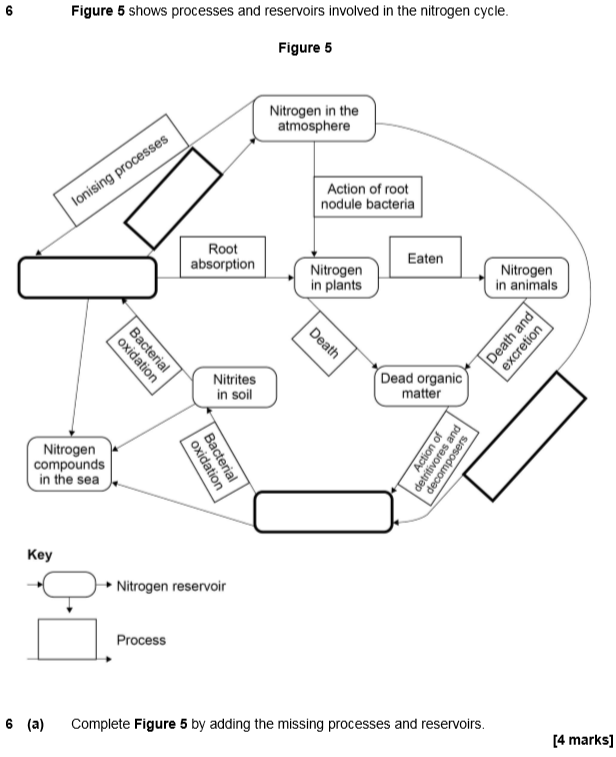 6 Figure 5 shows processes and reservoirs involved in the nitrogen cycle.
Figure 5
Nitrogen in the
atmosphere
Ionising processes
Action of root
nodule bacteria
Root
absorption
Eaten
Nitrogen
in plants
Nitrogen
in animals
Bacterial
oxidation
Death
Death and
excretion
Nitrites
in soil
Dead organic
matter
Nitrogen
compounds
in the sea
Bacterial
oxidation
Action of
detritivores and
decomposers
Key
Nitrogen reservoir
Process
6 (a) Complete Figure 5 by adding the missing processes and reservoirs.
[4 marks]